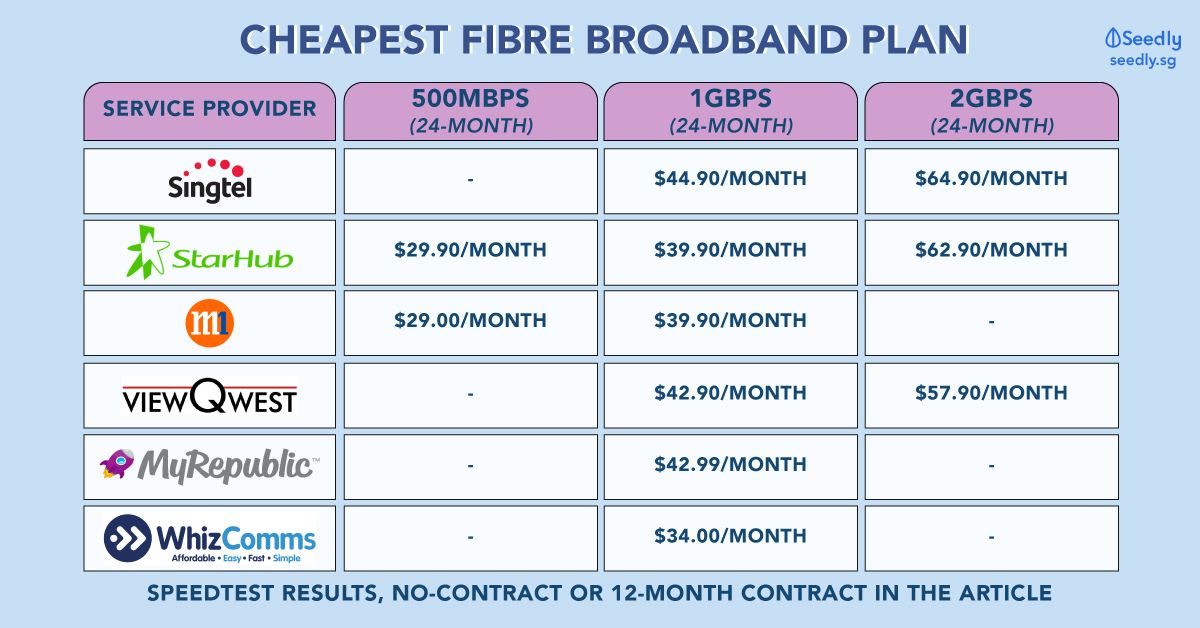 CHEAPEST FIBRE BROADBAND PLAN
Seedly
seedly.sg
SERVICE PROVIDER
500MBPS
(24-MONTH)
1GBPS
(24-MONTH)
2GBPS
(24-MONTH)
Singtel
-
$44.90/MONTH
$64.90/MONTH
StarHub
$29.90/MONTH
$39.90/MONTH
$62.90/MONTH
M1
$29.00/MONTH
$39.90/MONTH
-
VIEWQWEST
-
$42.90/MONTH
$57.90/MONTH
MyRepublic™
-
$42.99/MONTH
-
WhizComms
Affordable • Easy • Fast • Simple
-
$34.00/MONTH
-
SPEEDTEST RESULTS, NO-CONTRACT OR 12-MONTH CONTRACT IN THE ARTICLE